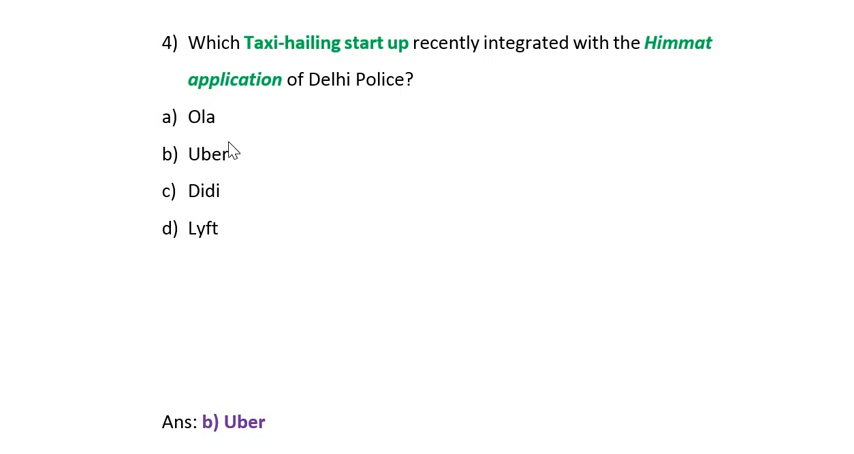 4) Which Taxi-hailing start up recently integrated with the Himmat
application of Delhi Police?
a) Ola
b) Uber
c) Didi
d) Lyft
Ans: b) Uber